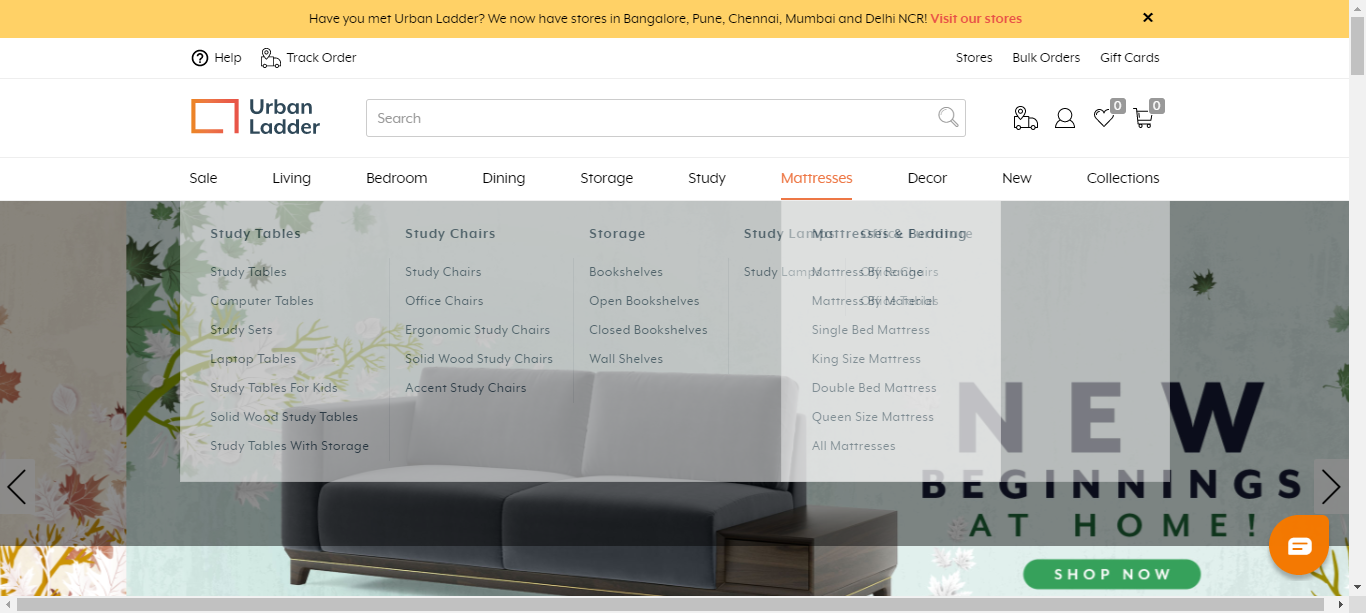 Have you met Urban Ladder? We now have stores in Bangalore, Pune, Chennai, Mumbai and Delhi NCR! Visit our stores
Help Track Order Stores Bulk Orders Gift Cards
Urban
Ladder
Search
0 0
Sale Living Bedroom Dining Storage Study Mattresses Decor New Collections
Study Tables Study Chairs Storage Study Lamps Mattresses & Bedding Office Furniture
Study Tables Study Chairs Bookshelves Study Lamps Mattress By Range Office Chairs
Computer Tables Office Chairs Open Bookshelves Mattress By Material Office Tables
Study Sets Ergonomic Study Chairs Closed Bookshelves Single Bed Mattress
Laptop Tables Solid Wood Study Chairs Wall Shelves King Size Mattress
Study Tables For Kids Accent Study Chairs Double Bed Mattress
Solid Wood Study Tables Queen Size Mattress
Study Tables With Storage All Mattresses
NEW
BEGINNINGS
AT HOME!
SHOP NOW